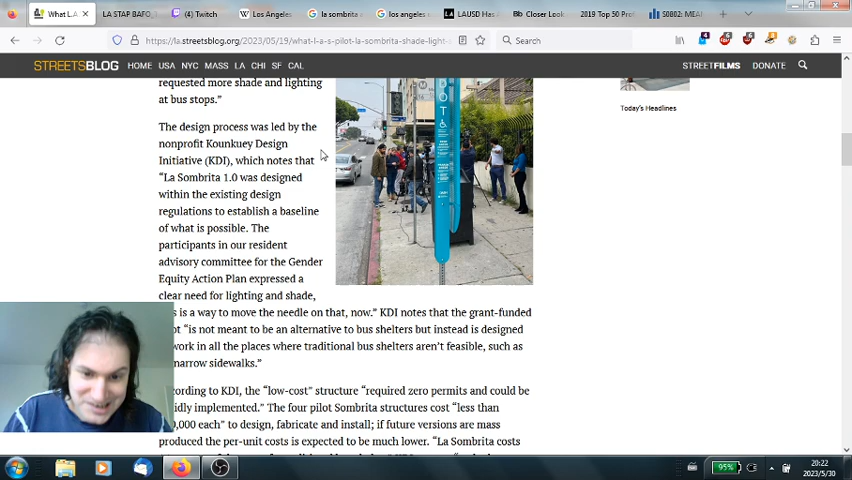 What L.A.
LA STAP BAFO_
(4) Twitch
Los Angeles
la sombrita
los angeles
LAUSD Has
Closer Look
2019 Top 50 Prof
S0802: MEA
https://la.streetsblog.org/2023/05/19/what-l-a-s-pilot-la-sombrita-shade-light-
Search
STREETSBLOG HOME USA NYC MASS LA CHI SF CAL STREETFILMS DONATE
requested more shade and lighting
at bus stops.”
Today's Headlines
The design process was led by the
nonprofit Kounkuey Design
Initiative (KDI), which notes that
“La Sombrita 1.0 was designed
within the existing design
regulations to establish a baseline
of what is possible. The
participants in our resident
advisory committee for the Gender
Equity Action Plan expressed a
clear need for lighting and shade,
is a way to move the needle on that, now.” KDI notes that the grant-funded
“is not meant to be an alternative to bus shelters but instead is designed
work in all the places where traditional bus shelters aren’t feasible, such as
narrow sidewalks.”
According to KDI, the “low-cost” structure “required zero permits and could be
idly implemented.” The four pilot Sombrita structures cost “less than
0,000 each” to design, fabricate and install; if future versions are mass
produced the per-unit costs is expected to be much lower. “La Sombrita costs
DOT
95%
20:22
2023/5/30